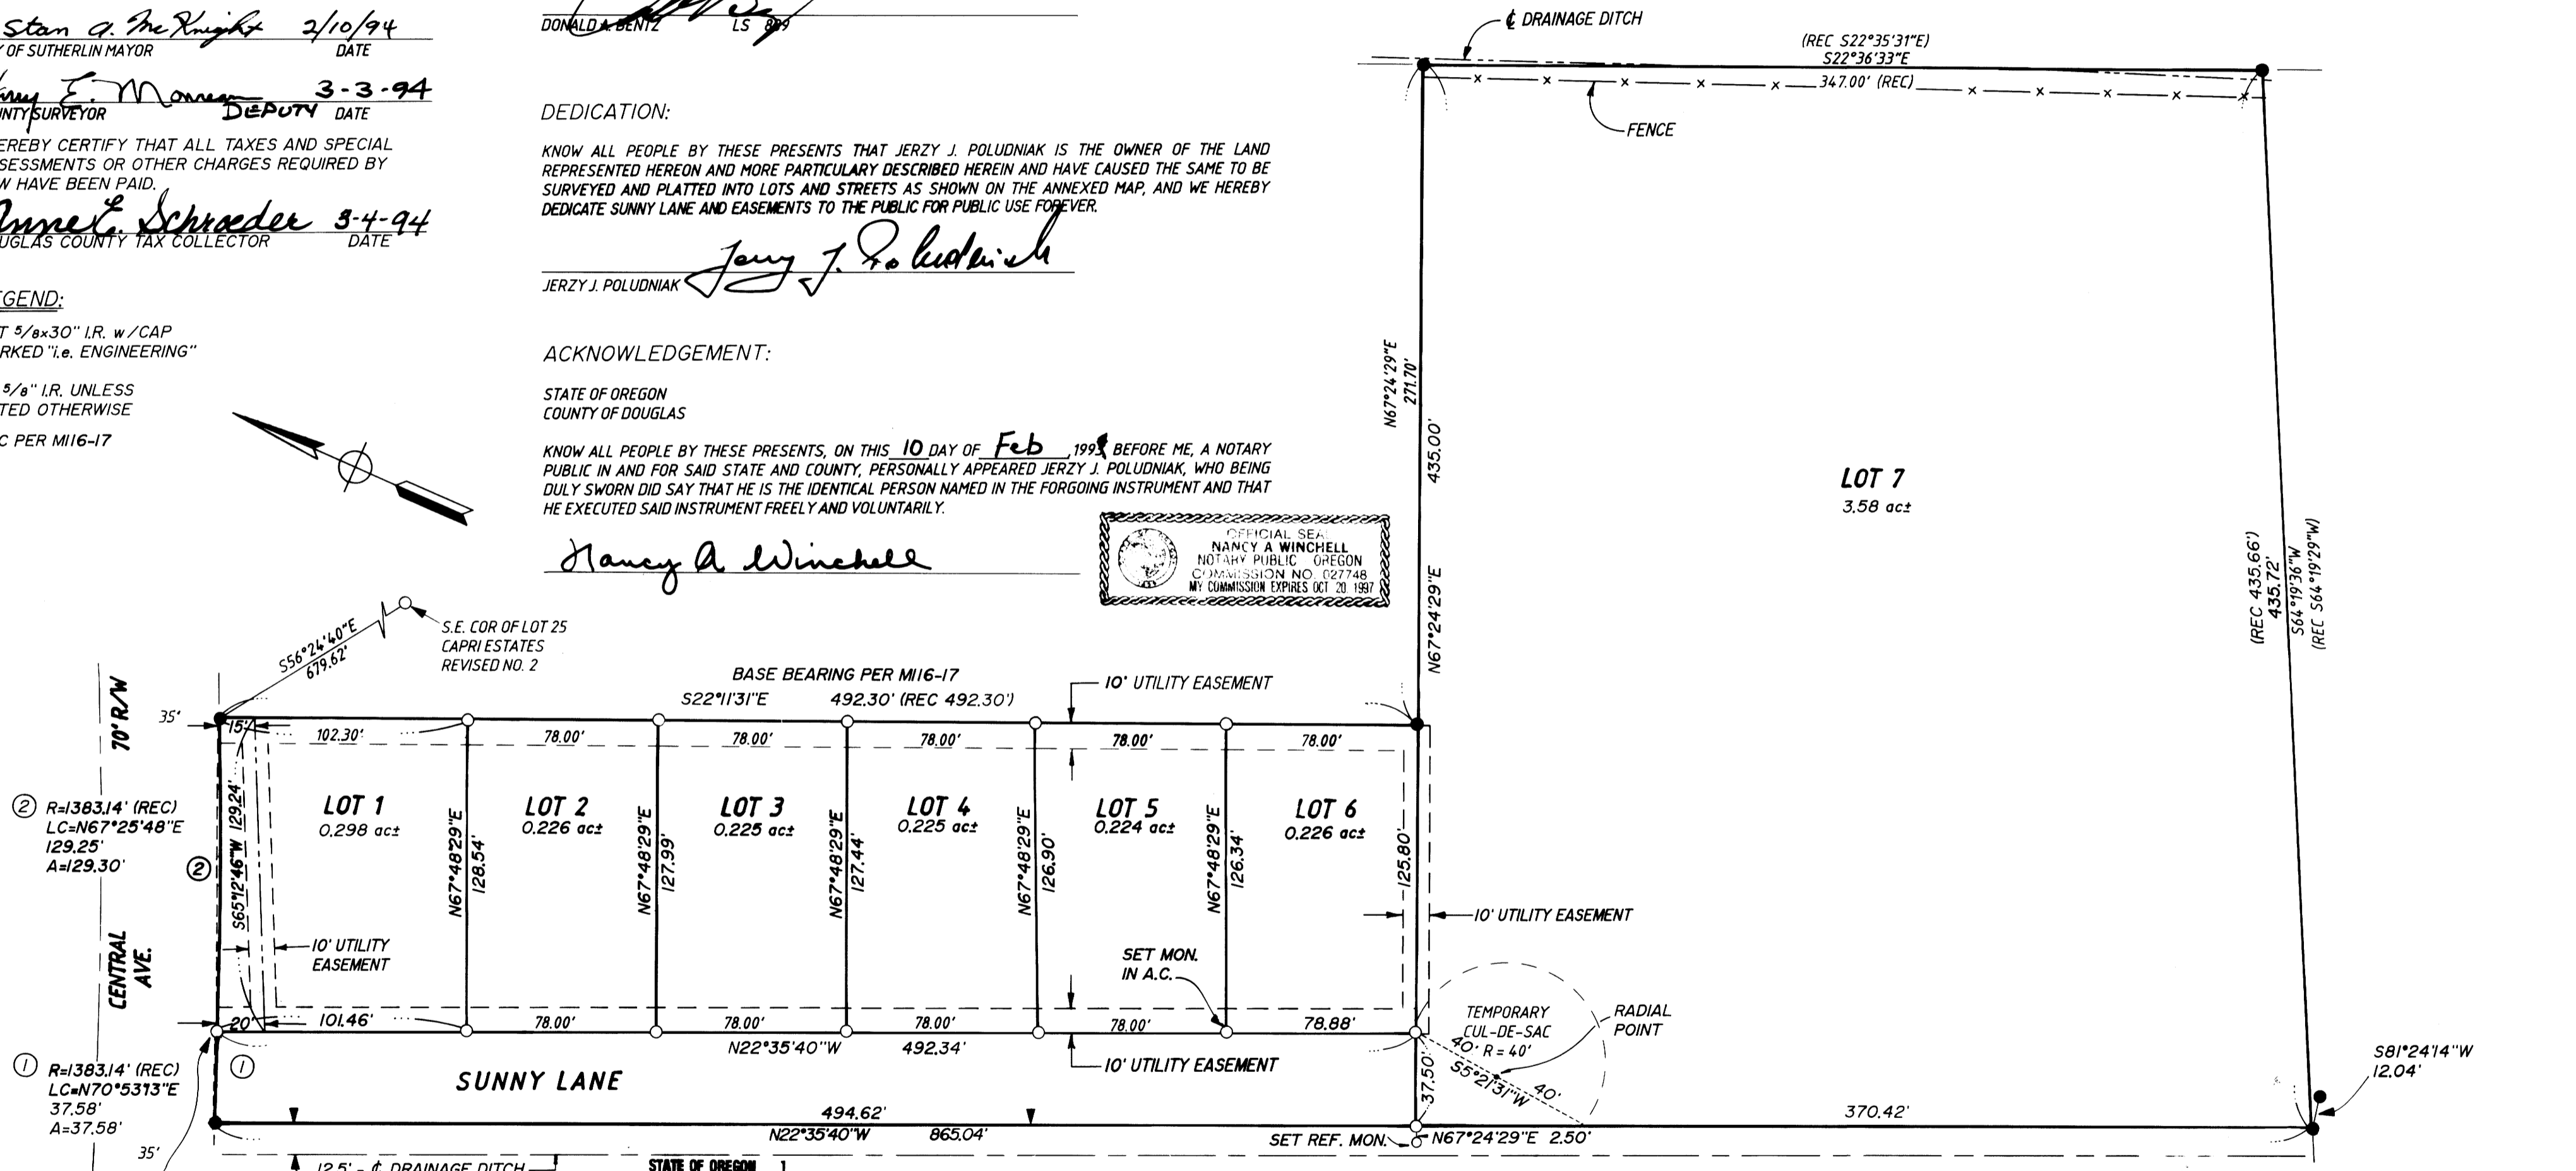 Stan A. McKnight 2/10/94
Y OF SUTHERLIN MAYOR DATE
E. 3-3-94
NTY SURVEYOR DEPUTY DATE
EREBY CERTIFY THAT ALL TAXES AND SPECIAL
SESSMENTS OR OTHER CHARGES REQUIRED BY
W HAVE BEEN PAID.
Anne E. Schroeder 3-4-94
UGLAS COUNTY TAX COLLECTOR DATE
EGEND:
T 5/8x30" I.R. w/CAP
RKED "i.e. ENGINEERING"
5/8" I.R. UNLESS
TED OTHERWISE
C PER M116-17
DONALD A. BENTZ LS 809
DEDICATION:
KNOW ALL PEOPLE BY THESE PRESENTS THAT JERZY J. POLUDNIAK IS THE OWNER OF THE LAND
REPRESENTED HEREON AND MORE PARTICULARY DESCRIBED HEREIN AND HAVE CAUSED THE SAME TO BE
SURVEYED AND PLATTED INTO LOTS AND STREETS AS SHOWN ON THE ANNEXED MAP, AND WE HEREBY
DEDICATE SUNNY LANE AND EASEMENTS TO THE PUBLIC FOR PUBLIC USE FOREVER.
JERZY J. POLUDNIAK
ACKNOWLEDGEMENT:
STATE OF OREGON
COUNTY OF DOUGLAS
KNOW ALL PEOPLE BY THESE PRESENTS, ON THIS 10 DAY OF Feb ,199 BEFORE ME, A NOTARY
PUBLIC IN AND FOR SAID STATE AND COUNTY, PERSONALLY APPEARED JERZY J. POLUDNIAK, WHO BEING
DULY SWORN DID SAY THAT HE IS THE IDENTICAL PERSON NAMED IN THE FORGOING INSTRUMENT AND THAT
HE EXECUTED SAID INSTRUMENT FREELY AND VOLUNTARILY.
Nancy A Winchell
OFFICIAL SEAL
NANCY A WINCHELL
NOTARY PUBLIC OREGON
COMMISSION NO. 027748
MY COMMISSION EXPIRES OCT 20 1997
℄ DRAINAGE DITCH
(REC S22°35'31"E)
S22°36'33"E
347.00' (REC)
FENCE
N67°24'29"E
271.70'
435.00'
N67°24'29"E
LOT 7
3.58 ac±
(REC 435.66')
435.72'
S64°19'36"W
(REC S64°19'29"W)
S56°24'40"E
679.62'
S.E. COR OF LOT 25
CAPRI ESTATES
REVISED NO. 2
BASE BEARING PER M116-17
S22°11'31"E 492.30' (REC 492.30')
10' UTILITY EASEMENT
70' R/W
35'
15'
102.30'
78.00'
78.00'
78.00'
78.00'
78.00'
② R=1383.14' (REC)
LC=N67°25'48"E
129.25'
A=129.30'
②
S65°12'46"W 129.24'
LOT 1
0.298 ac±
N67°48'29"E
128.54'
LOT 2
0.226 ac±
N67°48'29"E
127.99'
LOT 3
0.225 ac±
N67°48'29"E
127.44'
LOT 4
0.225 ac±
N67°48'29"E
126.90'
LOT 5
0.224 ac±
N67°48'29"E
126.34'
LOT 6
0.226 ac±
125.80'
10' UTILITY EASEMENT
10' UTILITY
EASEMENT
CENTRAL
AVE.
SET MON.
IN A.C.
TEMPORARY
CUL-DE-SAC
R=40'
RADIAL
POINT
40'
S5°21'31"W
40'
37.50'
20'
101.46'
78.00'
78.00'
78.00'
78.00'
78.88'
N22°35'40"W 492.34'
10' UTILITY EASEMENT
① R=1383.14' (REC)
LC=N70°53'13"E
37.58'
A=37.58'
①
SUNNY LANE
494.62'
N22°35'40"W 865.04'
370.42'
S81°24'14"W
12.04'
SET REF. MON.
N67°24'29"E 2.50'
35'
12.5' - ℄ DRAINAGE DITCH
STATE OF OREGON